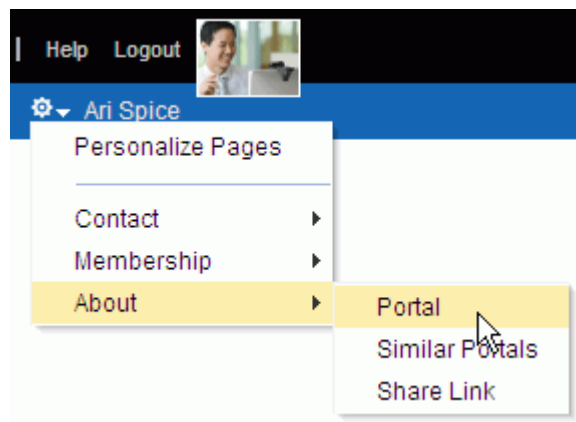 | Help Logout
Ari Spice
Personalize Pages
Contact
Membership
About
Portal
Similar Portals
Share Link